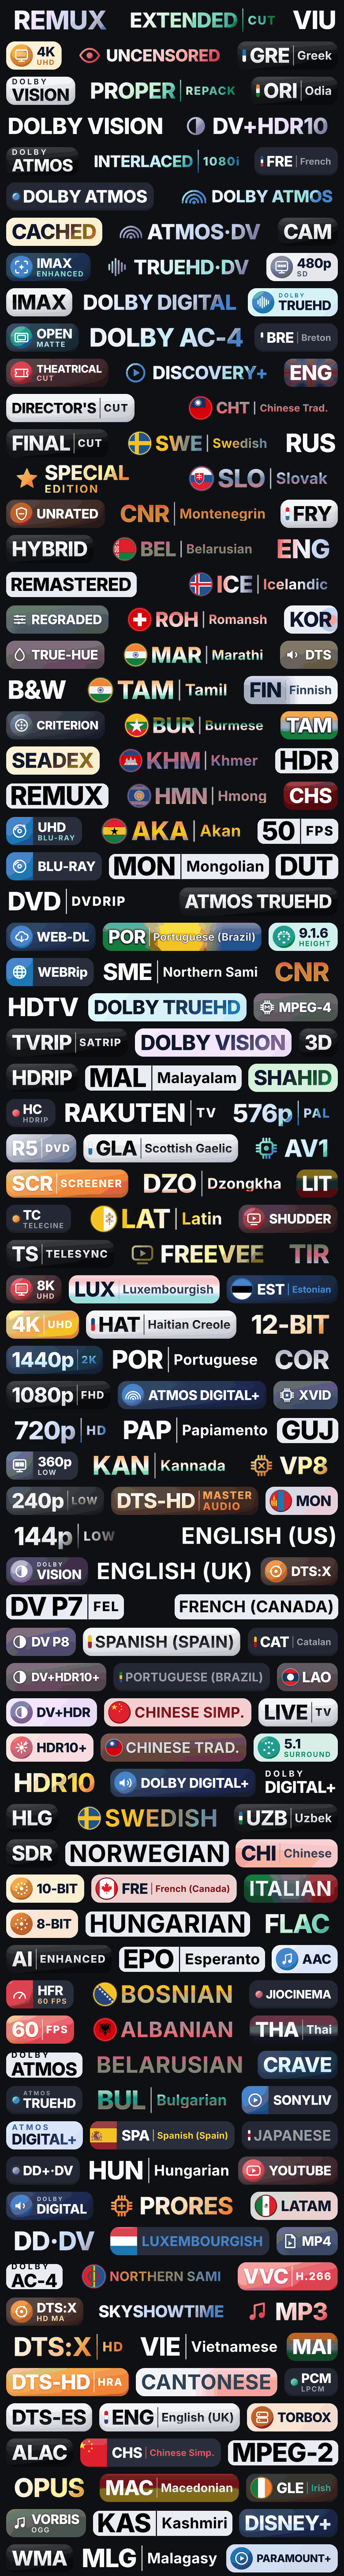 REMUX EXTENDED CUT VIU
4K UHD UNCENSORED GRE Greek
DOLBY VISION PROPER REPACK ORI Odia
DOLBY VISION DV+HDR10
DOLBY ATMOS INTERLACED 1080i FRE French
DOLBY ATMOS DOLBY ATMOS
CACHED ATMOS·DV CAM
IMAX ENHANCED TRUEHD·DV 480p SD
IMAX DOLBY DIGITAL DOLBY TRUEHD
OPEN MATTE DOLBY AC-4 BRE Breton
THEATRICAL CUT DISCOVERY+ ENG
DIRECTOR'S CUT CHT Chinese Trad.
FINAL CUT SWE Swedish RUS
SPECIAL EDITION SLO Slovak
UNRATED CNR Montenegrin FRY
HYBRID BEL Belarusian ENG
REMASTERED ICE Icelandic
REGRADED ROH Romansh KOR
TRUE-HUE MAR Marathi DTS
B&W TAM Tamil FIN Finnish
CRITERION BUR Burmese TAM
SEADEX KHM Khmer HDR
REMUX HMN Hmong CHS
UHD BLU-RAY AKA Akan 50 FPS
BLU-RAY MON Mongolian DUT
DVD DVDRIP ATMOS TRUEHD
WEB-DL POR Portuguese (Brazil) 9.1.6 HEIGHT
WEBRip SME Northern Sami CNR
HDTV DOLBY TRUEHD MPEG-4
TVRIP SATRIP DOLBY VISION 3D
HDRIP MAL Malayalam SHAHID
HC HDRIP RAKUTEN TV 576p PAL
R5 DVD GLA Scottish Gaelic AV1
SCR SCREENER DZO Dzongkha LIT
TC TELECINE LAT Latin SHUDDER
TS TELESYNC FREEVEE TIR
8K UHD LUX Luxembourgish EST Estonian
4K UHD HAT Haitian Creole 12-BIT
1440p 2K POR Portuguese COR
1080p FHD ATMOS DIGITAL+ XVID
720p HD PAP Papiamento GUJ
360p LOW KAN Kannada VP8
240p LOW DTS-HD MASTER AUDIO MON
144p LOW ENGLISH (US)
DOLBY VISION ENGLISH (UK) DTS:X
DV P7 FEL FRENCH (CANADA)
DV P8 SPANISH (SPAIN) CAT Catalan
DV+HDR10+ PORTUGUESE (BRAZIL) LAO
DV+HDR CHINESE SIMP. LIVE TV
HDR10+ CHINESE TRAD. 5.1 SURROUND
HDR10 DOLBY DIGITAL+ DOLBY DIGITAL+
HLG SWEDISH UZB Uzbek
SDR NORWEGIAN CHI Chinese
10-BIT FRE French (Canada) ITALIAN
8-BIT HUNGARIAN FLAC
AI ENHANCED EPO Esperanto AAC
HFR 60 FPS BOSNIAN JIOCINEMA
60 FPS ALBANIAN THA Thai
DOLBY ATMOS BELARUSIAN CRAVE
ATMOS TRUEHD BUL Bulgarian SONYLIV
ATMOS DIGITAL+ SPA Spanish (Spain) JAPANESE
DD+·DV HUN Hungarian YOUTUBE
DOLBY DIGITAL PRORES LATAM
DD·DV LUXEMBOURGISH MP4
DOLBY AC-4 NORTHERN SAMI VVC H.266
DTS:X HD MA SKYSHOWTIME MP3
DTS:X HD VIE Vietnamese MAI
DTS-HD HRA CANTONESE PCM LPCM
DTS-ES ENG English (UK) TORBOX
ALAC CHS Chinese Simp. MPEG-2
OPUS MAC Macedonian GLE Irish
VORBIS OGG KAS Kashmiri DISNEY+
WMA MLG Malagasy PARAMOUNT+